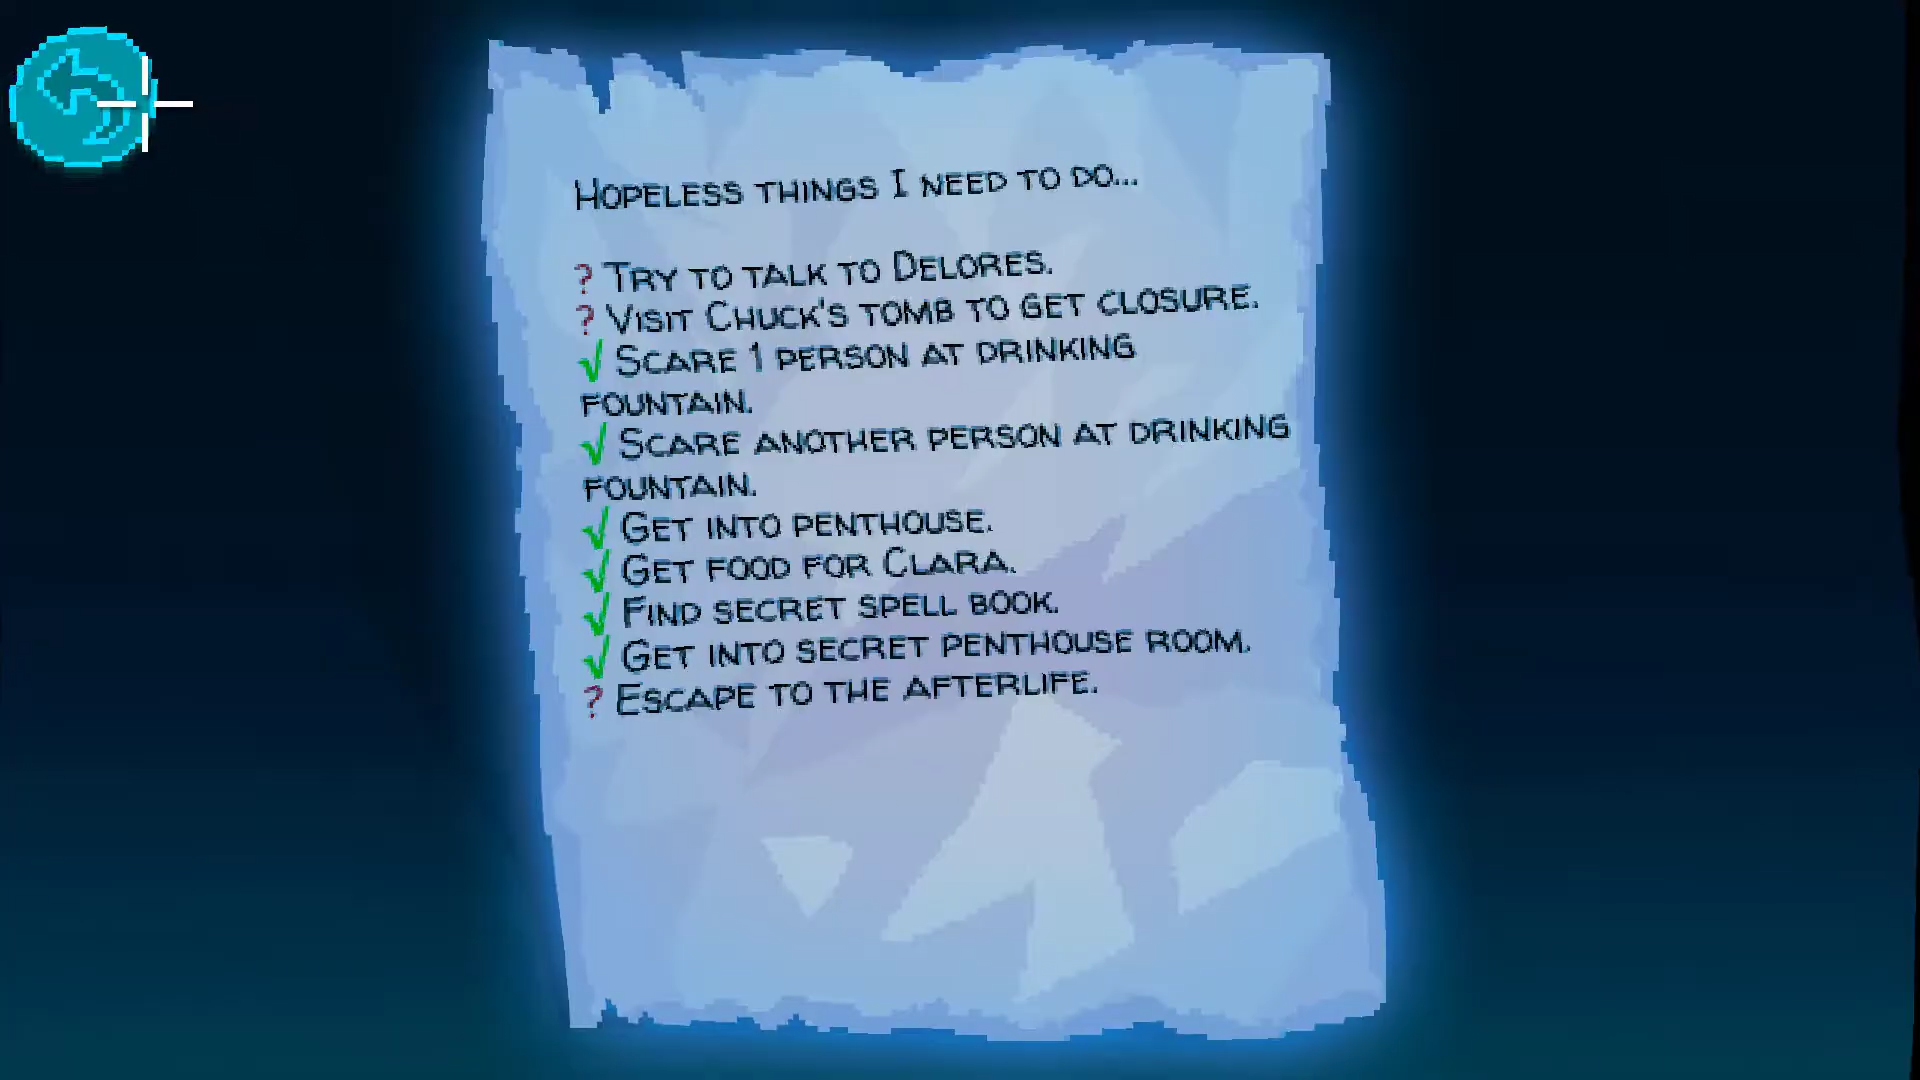 Hopeless things I need to do...
? Try to talk to Delores.
? Visit Chuck's tomb to get closure.
√ Scare 1 person at drinking
fountain.
√ Scare another person at drinking
fountain.
√ Get into penthouse.
√ Get food for Clara.
√ Find secret spell book.
√ Get into secret penthouse room.
? Escape to the afterlife.